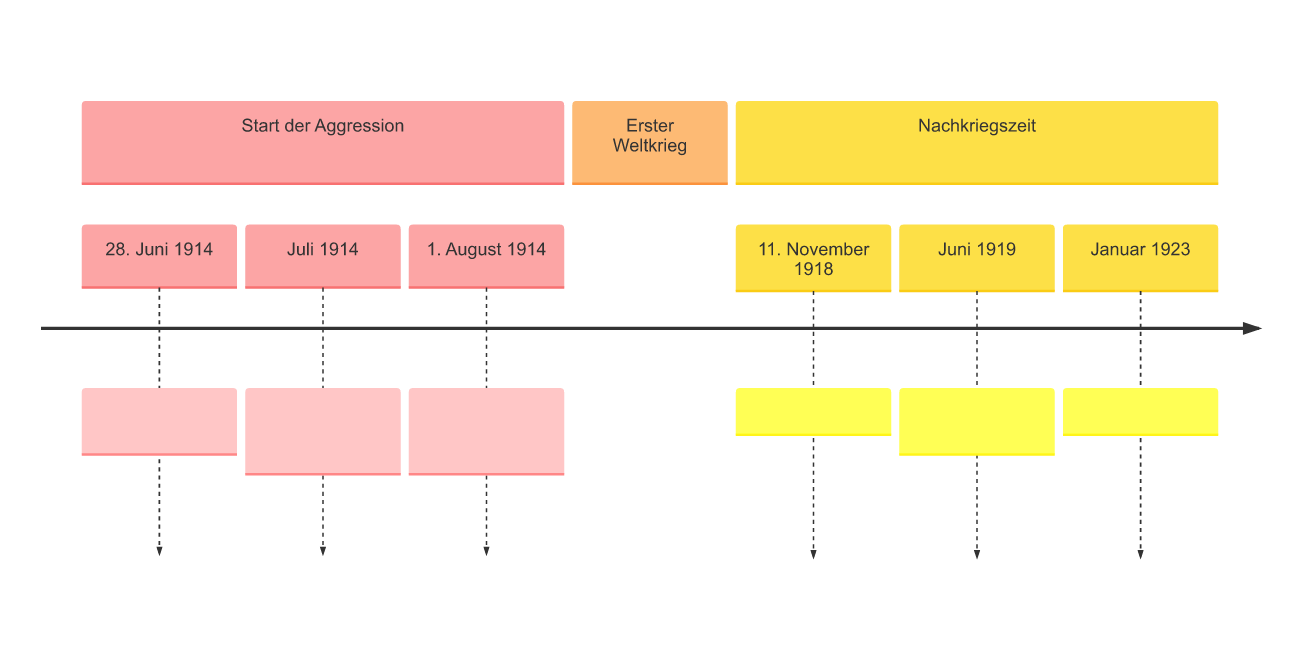 Start der Aggression
Erster
Weltkrieg
Nachkriegszeit
28. Juni 1914
Juli 1914
1. August 1914
11. November
1918
Juni 1919
Januar 1923